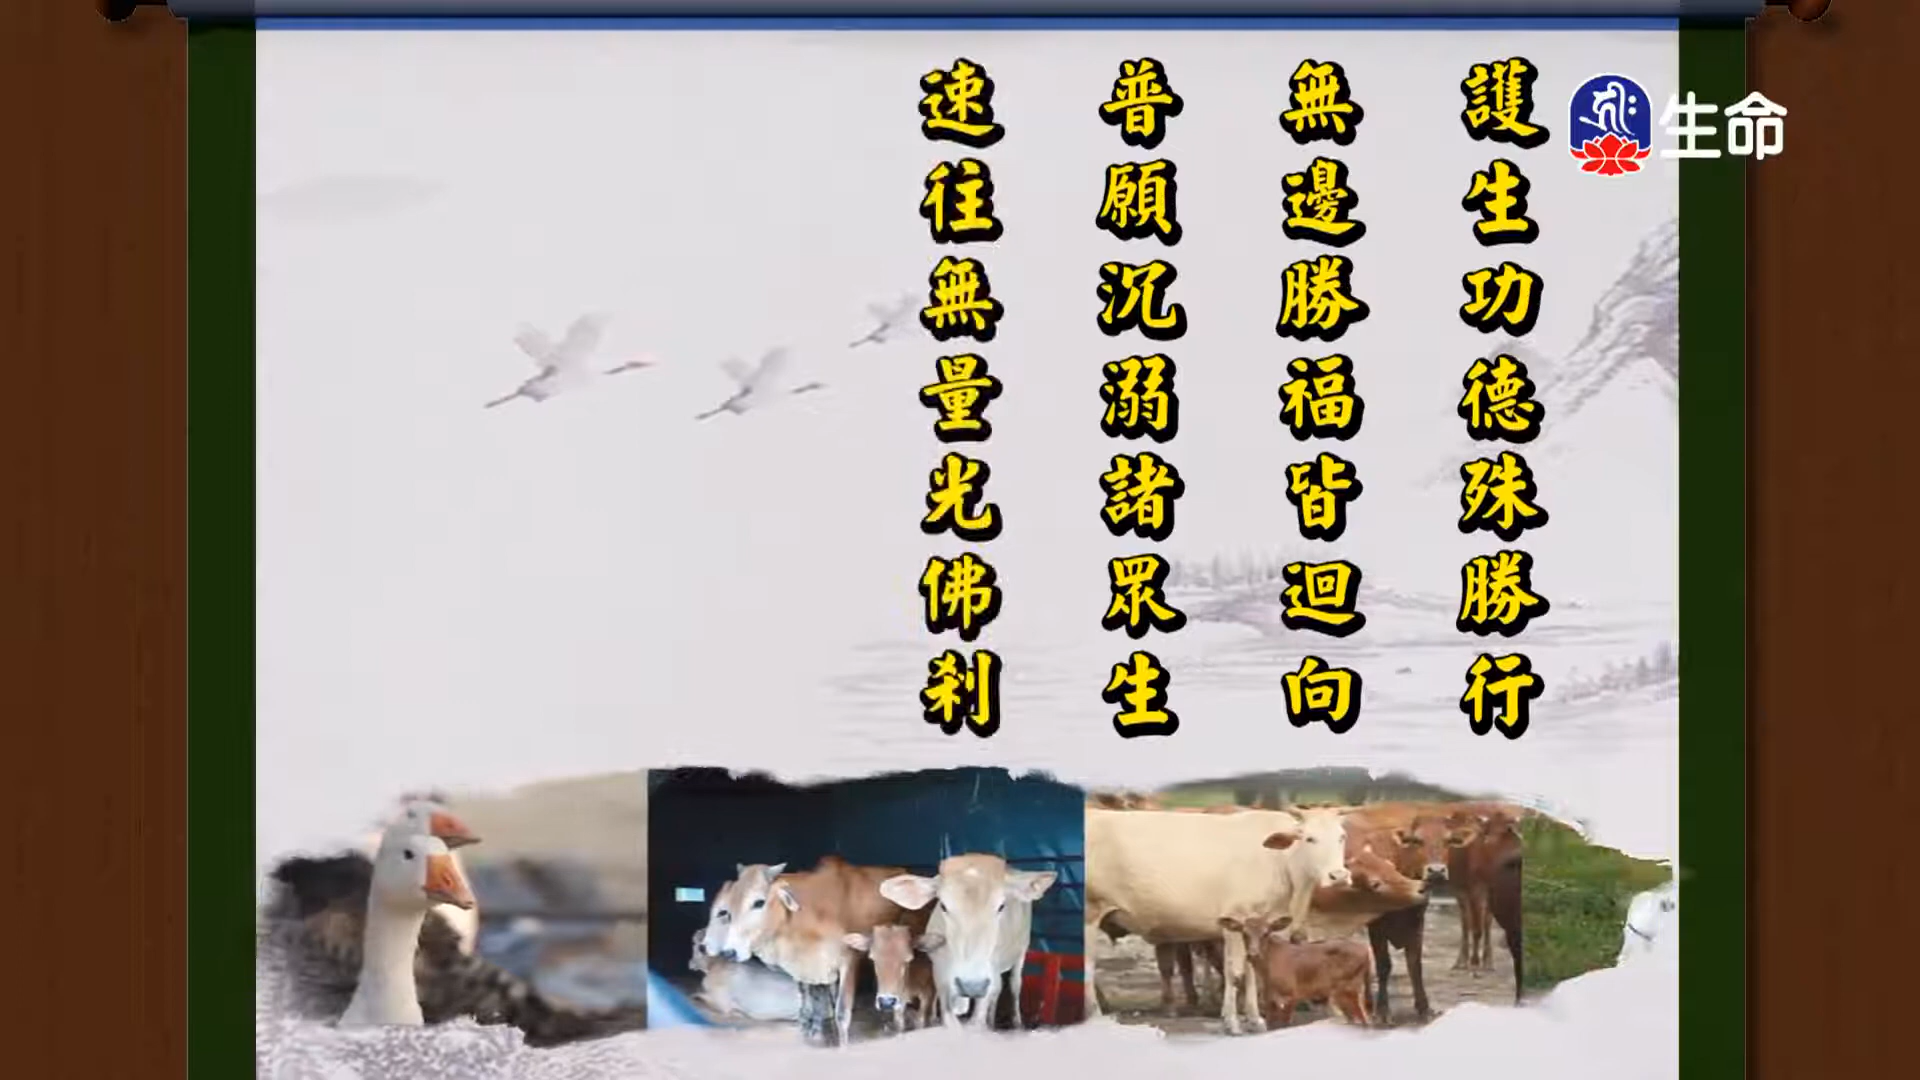 護生功德殊勝行
無邊勝福皆迴向
普願沉溺諸眾生
速往無量光佛剎
生命